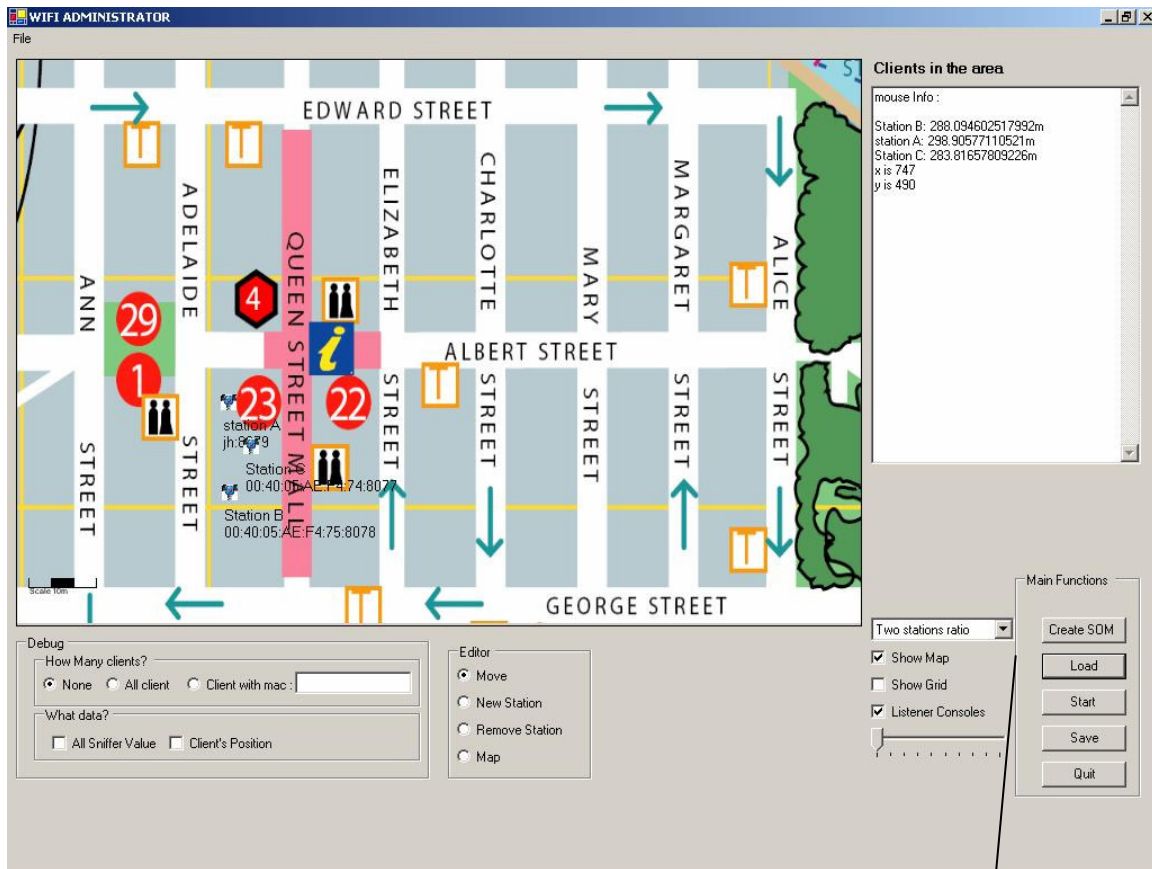 WIFI ADMINISTRATOR
File
EDWARD STREET
ANN
STREET
ADELAIDE
STREET
QUEEN STREET MALL
ELIZABETH
STREET
CHARLOTTE
STREET
MARY
STREET
MARGARET
STREET
ALICE
STREET
ALBERT STREET
GEORGE STREET
29
1
4
i
23
22
T
T
T
T
T
T
station A
jh:8079
Station C
00:40:05:AE:F4:74:8077
Station B
00:40:05:AE:F4:75:8078
Scale 10m
Clients in the area
mouse Info :
Station B: 288.094602517992m
station A: 298.90577110521m
Station C: 283.81657809226m
x is 747
y is 490
Debug
How Many clients?
None
All client
Client with mac :
What data?
All Sniffer Value
Client's Position
Editor
Move
New Station
Remove Station
Map
Two stations ratio
Show Map
Show Grid
Listener Consoles
Main Functions
Create SOM
Load
Start
Save
Quit